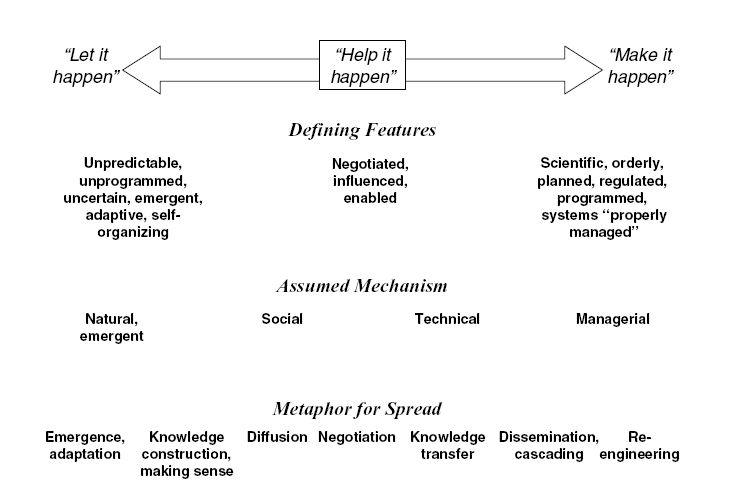 “Let it
happen”
“Help it
happen”
“Make it
happen”
Defining Features
Unpredictable,
unprogrammed,
uncertain, emergent,
adaptive, self-
organizing
Negotiated,
influenced,
enabled
Scientific, orderly,
planned, regulated,
programmed,
systems “properly
managed”
Assumed Mechanism
Natural,
emergent
Social
Technical
Managerial
Metaphor for Spread
Emergence,
adaptation
Knowledge
construction,
making sense
Diffusion
Negotiation
Knowledge
transfer
Dissemination,
cascading
Re-
engineering